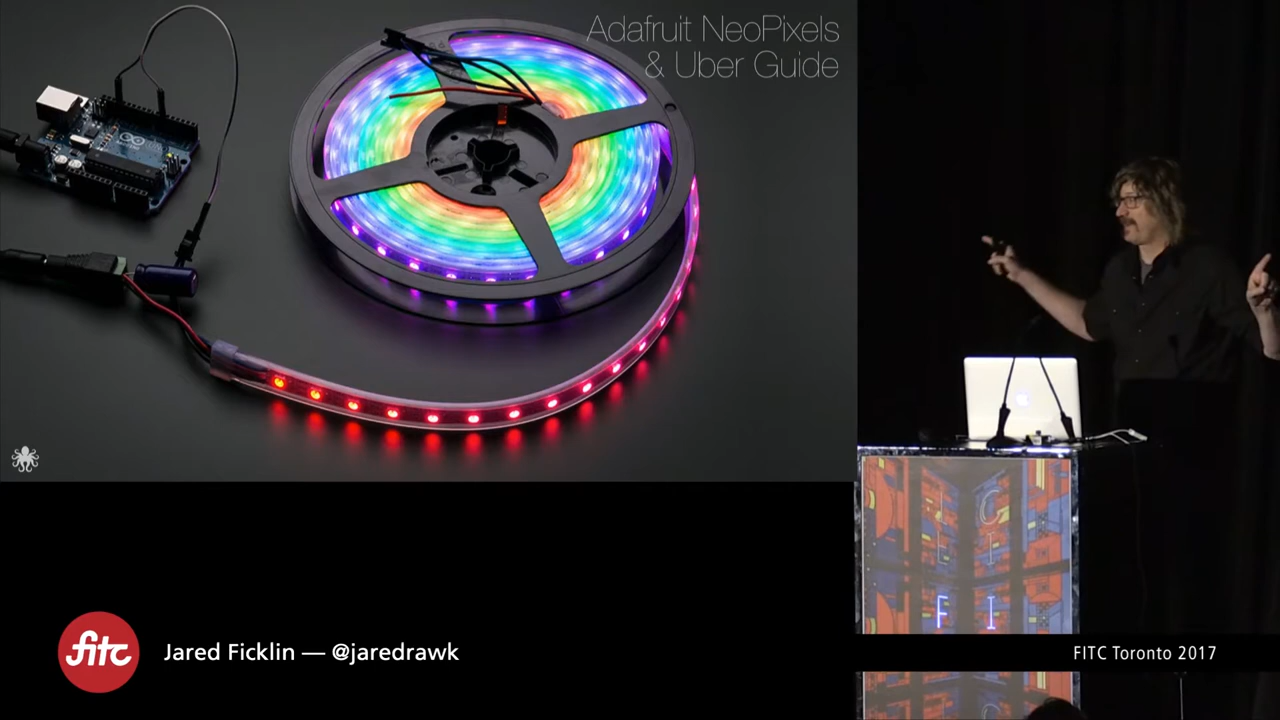 Adafruit NeoPixels
& Uber Guide
fitc
Jared Ficklin — @jaredrawk
FITC Toronto 2017
F I